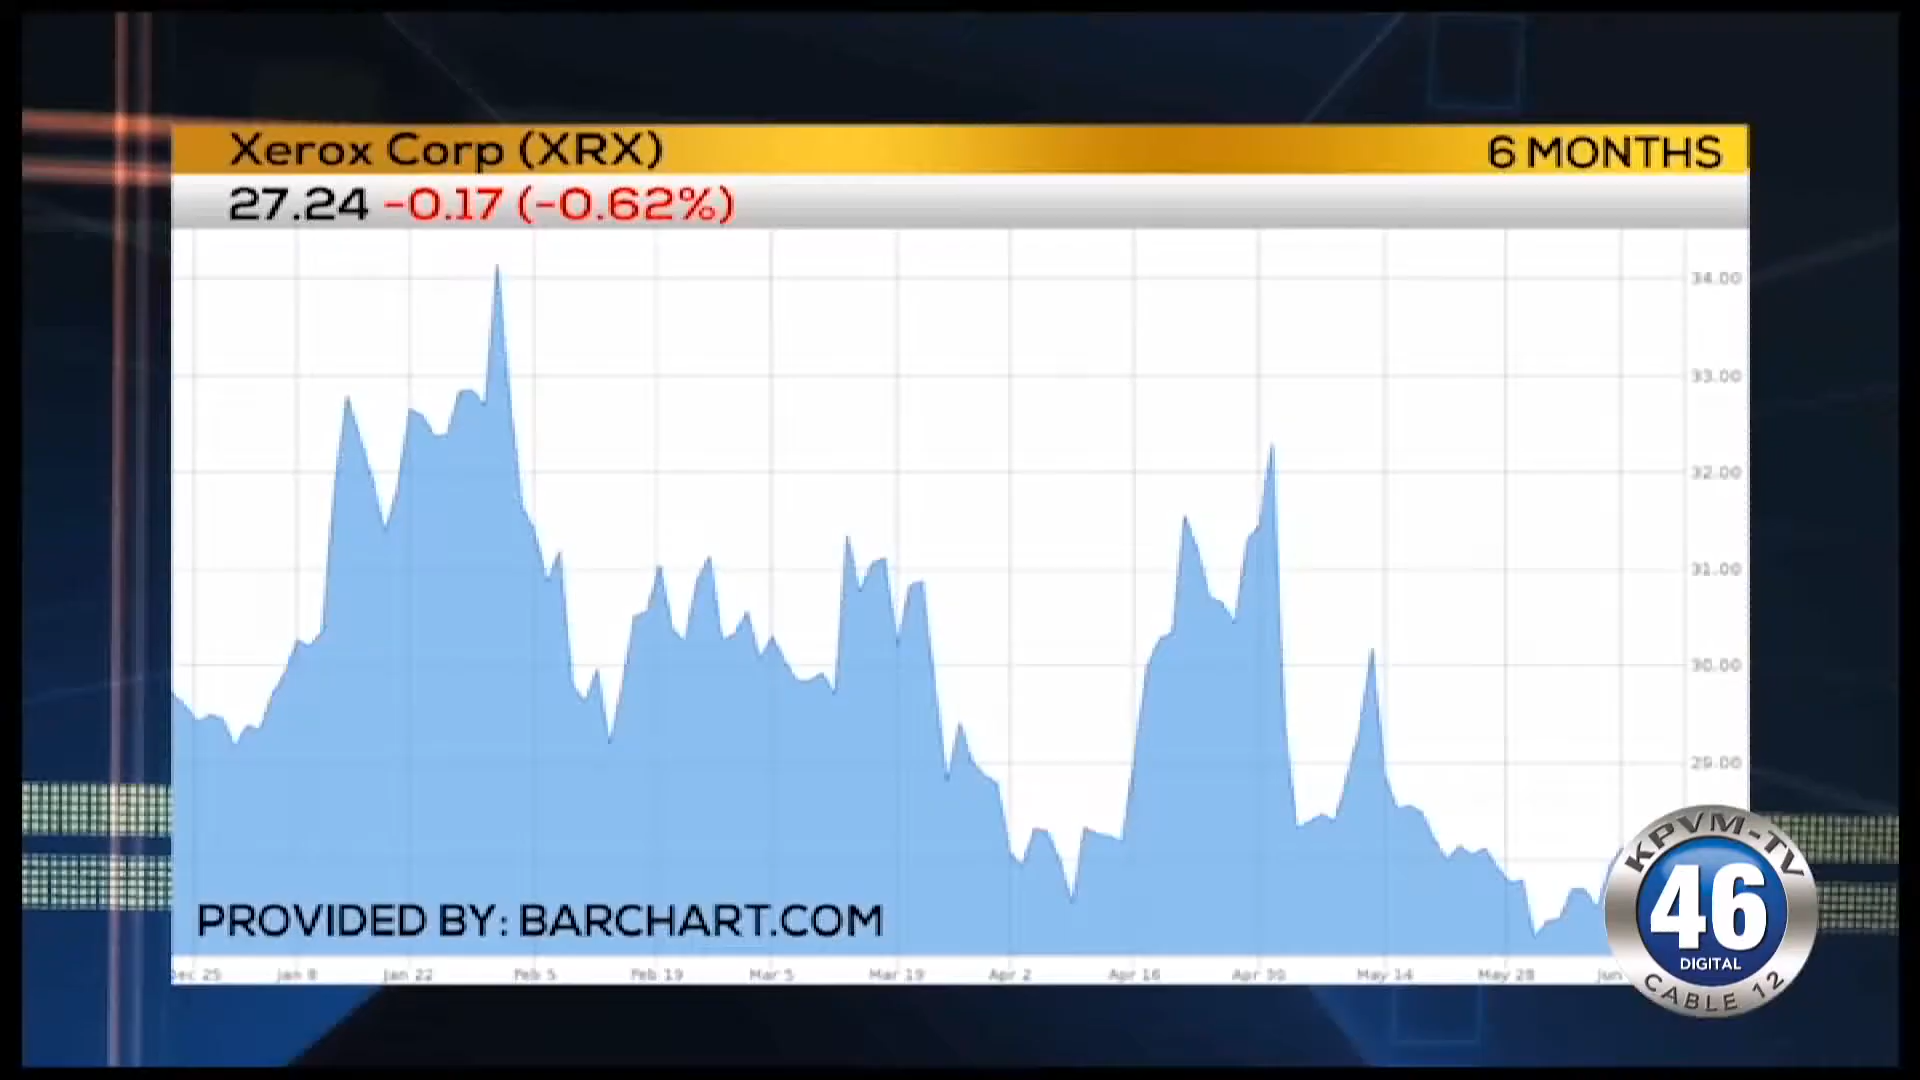 Xerox Corp (XRX) 6 MONTHS
27.24 -0.17 (-0.62%)
34.00
33.00
32.00
31.00
30.00
29.00
PROVIDED BY: BARCHART.COM
Dec 25 Jan 8 Jan 22 Feb 5 Feb 19 Mar 5 Mar 19 Apr 2 Apr 16 Apr 30 May 14 May 28 Jun
KPVM-TV
46
DIGITAL
CABLE 12